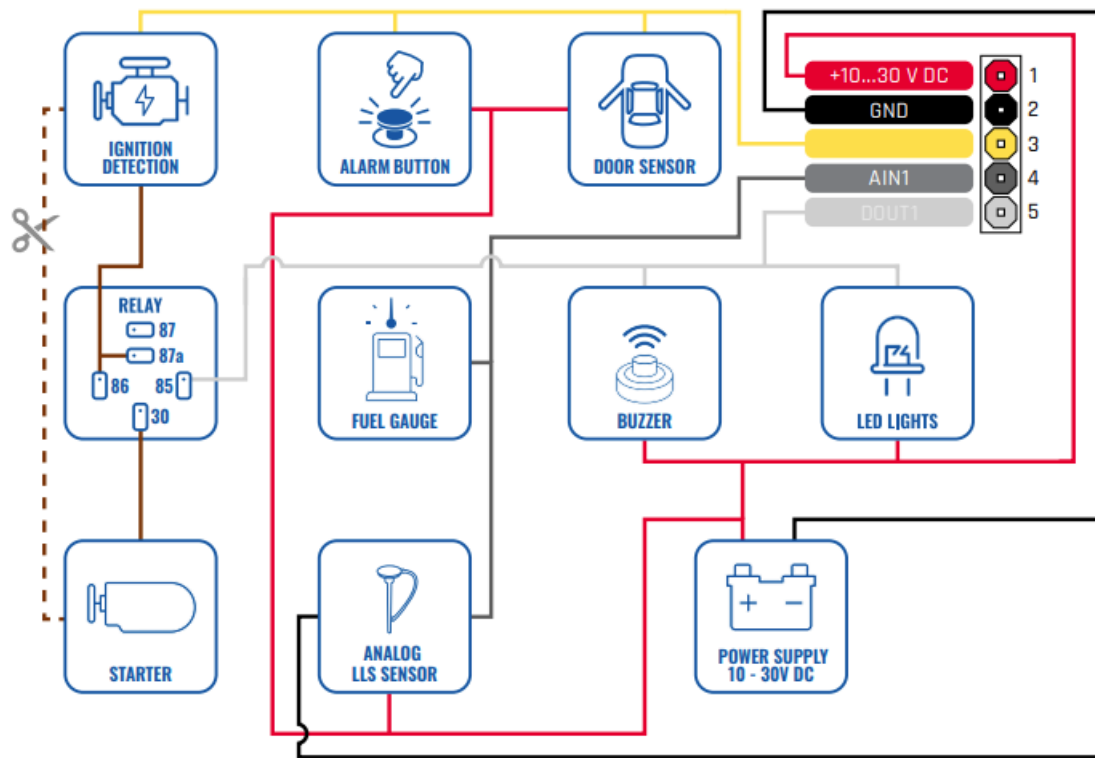 +10...30 V DC
1
GND
2
3
AIN1
4
DOUT1
5
IGNITION
DETECTION
ALARM BUTTON
DOOR SENSOR
RELAY
87
87a
86
85
30
FUEL GAUGE
BUZZER
LED LIGHTS
STARTER
ANALOG
LLS SENSOR
POWER SUPPLY
10 - 30V DC